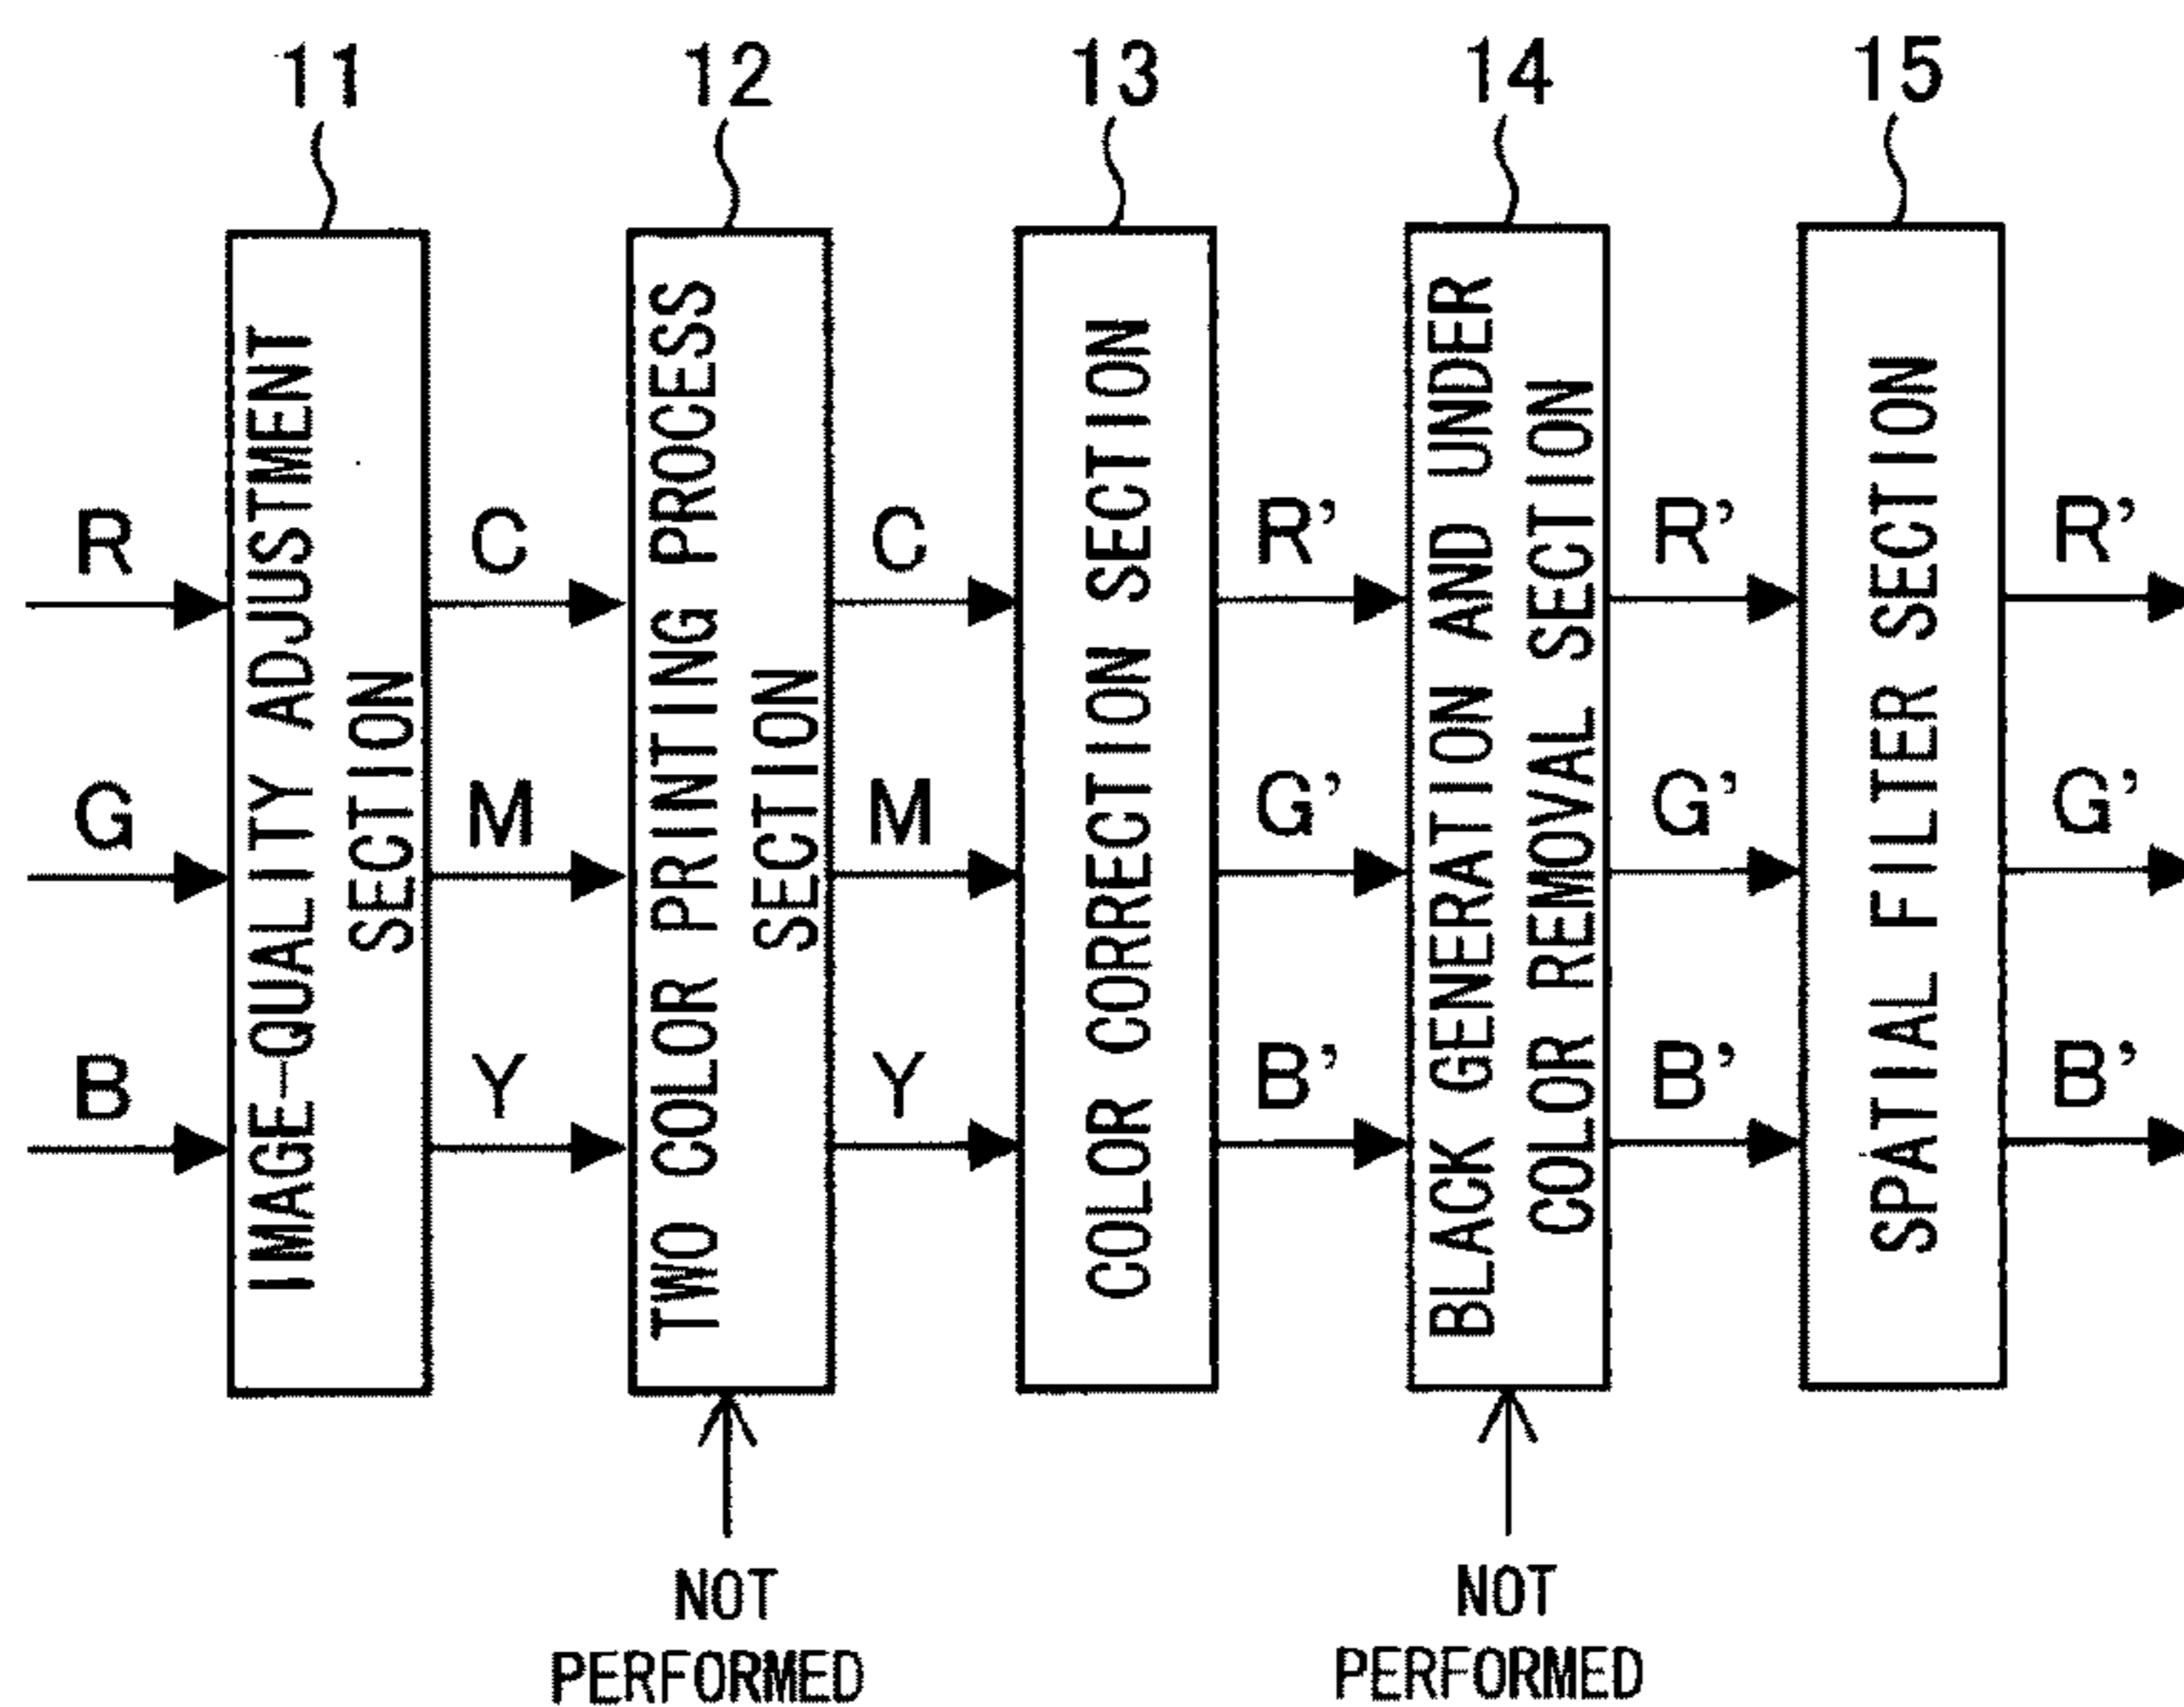 11
12
13
14
15
IMAGE-QUALITY ADJUSTMENT
SECTION
TWO COLOR PRINTING PROCESS
SECTION
COLOR CORRECTION SECTION
BLACK GENERATION AND UNDER
COLOR REMOVAL SECTION
SPATIAL FILTER SECTION
R
C
C
R'
R'
R'
G
M
M
G'
G'
G'
B
Y
Y
B'
B'
B'
NOT
PERFORMED
NOT
PERFORMED